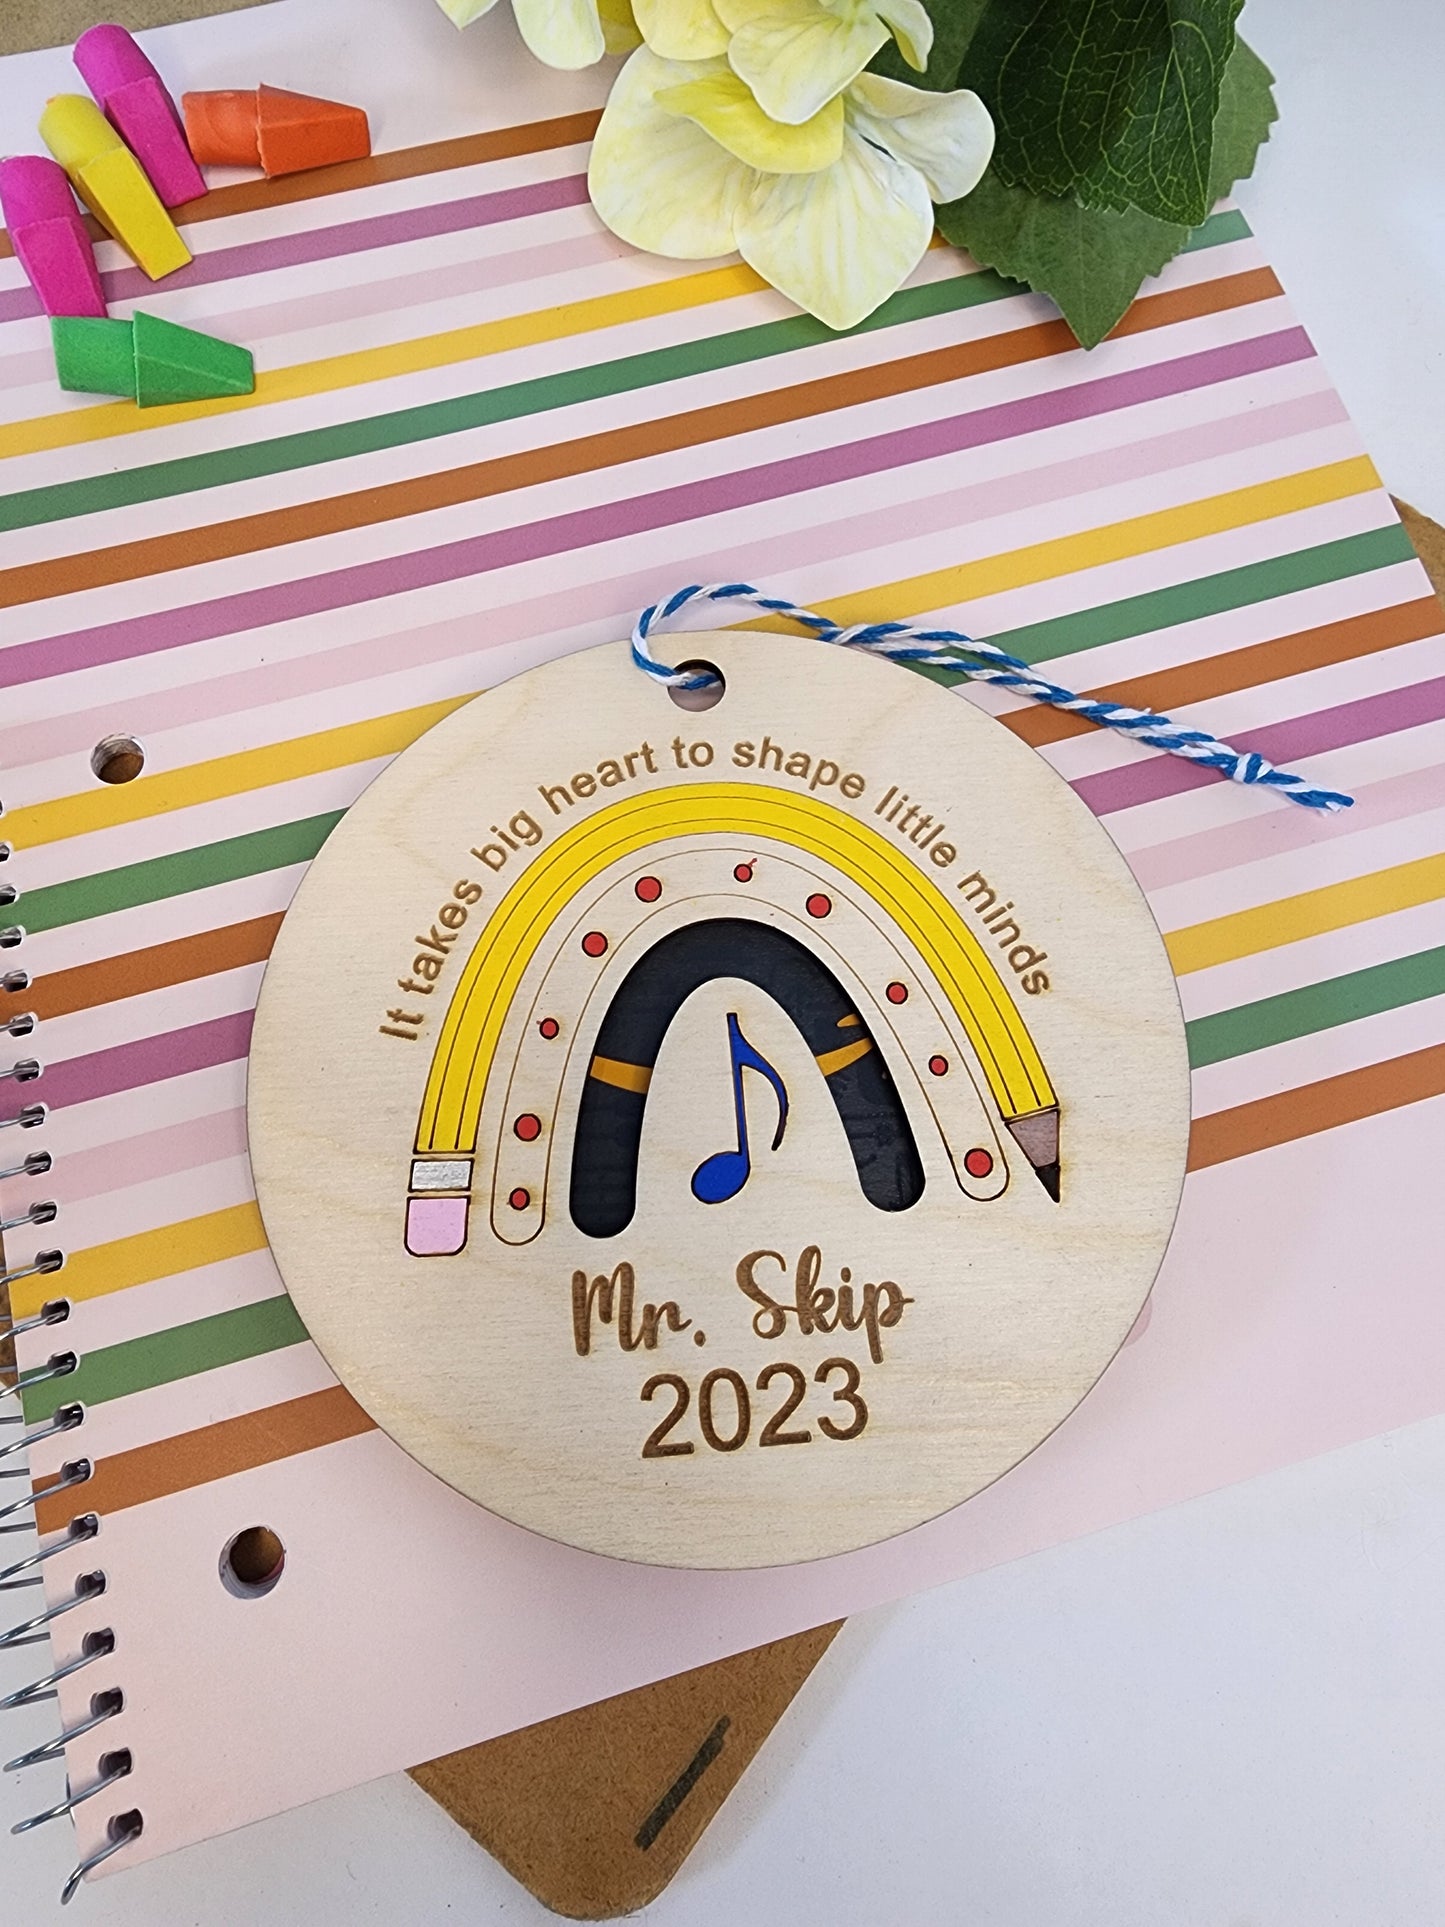 It takes big heart to shape little minds
Mr. Skip
2023